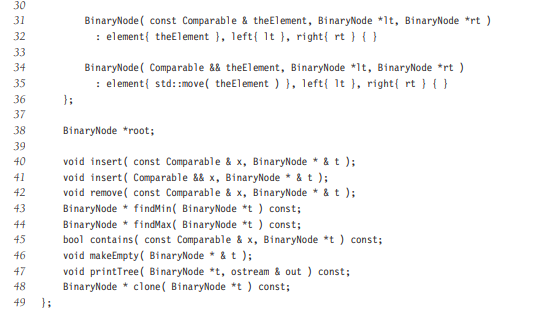 30
31 BinaryNode( const Comparable & theElement, BinaryNode *lt, BinaryNode *rt )
32 : element{ theElement }, left{ lt }, right{ rt } { }
33
34 BinaryNode( Comparable && theElement, BinaryNode *lt, BinaryNode *rt )
35 : element{ std::move( theElement ) }, left{ lt }, right{ rt } { }
36 };
37
38 BinaryNode *root;
39
40 void insert( const Comparable & x, BinaryNode * & t );
41 void insert( Comparable && x, BinaryNode * & t );
42 void remove( const Comparable & x, BinaryNode * & t );
43 BinaryNode * findMin( BinaryNode *t ) const;
44 BinaryNode * findMax( BinaryNode *t ) const;
45 bool contains( const Comparable & x, BinaryNode *t ) const;
46 void makeEmpty( BinaryNode * & t );
47 void printTree( BinaryNode *t, ostream & out ) const;
48 BinaryNode * clone( BinaryNode *t ) const;
49 };